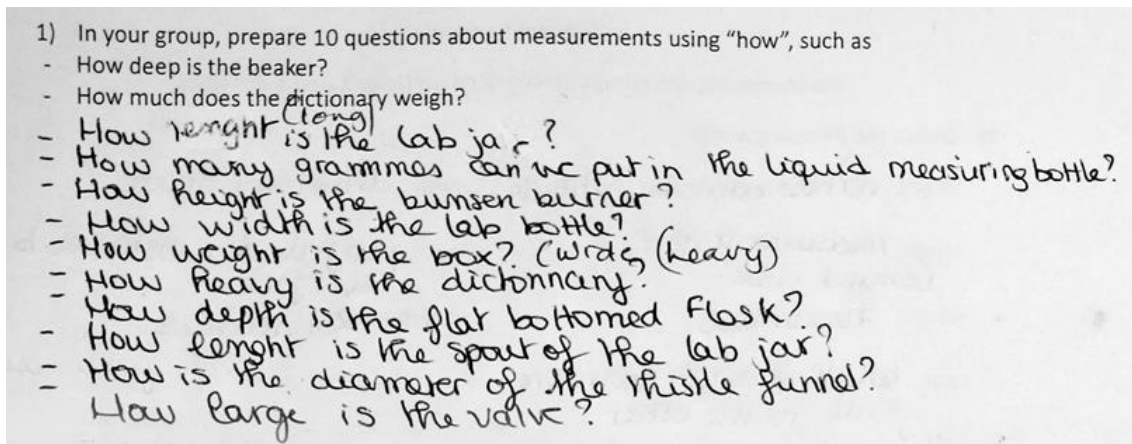 1) In your group, prepare 10 questions about measurements using “how”, such as
- How deep is the beaker?
- How much does the dictionary weigh?
- How lenght (long) is the lab jar?
- How many grammes can we put in the liquid measuring bottle?
- How height is the bunsen burner?
- How width is the lab bottle?
- How weight is the box? (wide, (heavy)
- How heavy is the dictionnary.
How depth is the flat bottomed flask?
- How lenght is the spout of the lab jar?
- How is the diameter of the thistle funnel?
- How large is the valve?